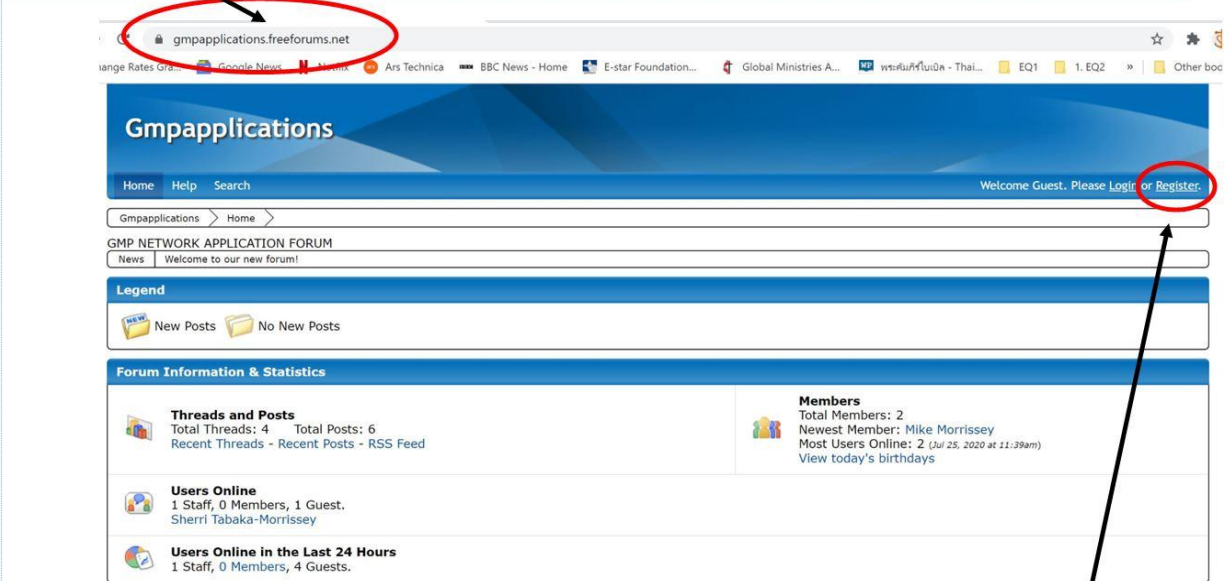 gmpapplications.freeforums.net
ange Rates Gra... Google News Netflix Ars Technica BBC News - Home E-star Foundation... Global Ministries A... พระคัมภีร์ไบเบิล - Thai... EQ1 1. EQ2 » Other boo
Gmpapplications
Home Help Search Welcome Guest. Please Login or Register.
Gmpapplications Home
GMP NETWORK APPLICATION FORUM
News Welcome to our new forum!
Legend
NEW New Posts No New Posts
Forum Information & Statistics
Threads and Posts
Total Threads: 4 Total Posts: 6
Recent Threads - Recent Posts - RSS Feed
Members
Total Members: 2
Newest Member: Mike Morrissey
Most Users Online: 2 (Jul 25, 2020 at 11:39am)
View today's birthdays
Users Online
1 Staff, 0 Members, 1 Guest.
Sherri Tabaka-Morrissey
Users Online in the Last 24 Hours
1 Staff, 0 Members, 4 Guests.